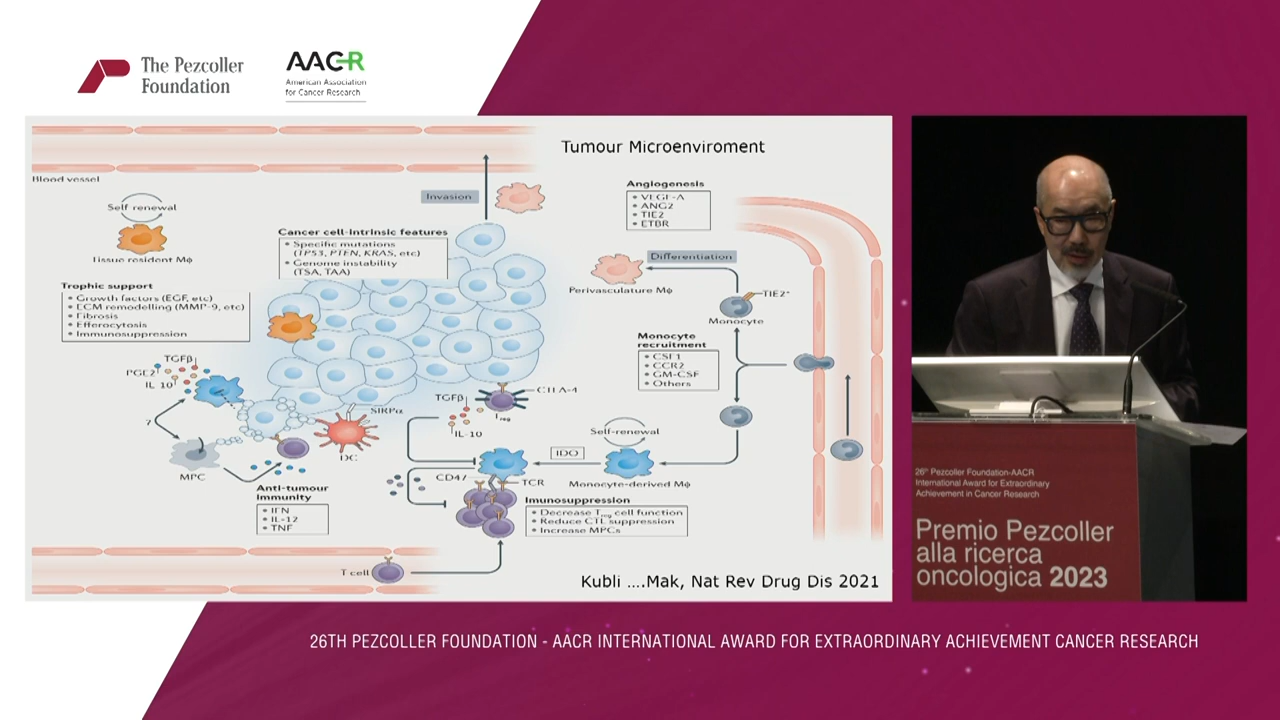 The Pezcoller
Foundation
AACR
American Association
for Cancer Research
Tumour Microenviroment
Blood vessel
Self renewal
Tissue resident MΦ
Invasion
Cancer cell-intrinsic features
• Specific mutations
(TP53, PTEN, KRAS, etc)
• Genome instability
(TSA, TAA)
Angiogenesis
• VEGF-A
• ANG2
• TIE2
• ETBR
Differentiation
Perivasculature MΦ
TIE2+
Monocyte
Trophic support
• Growth factors (EGF, etc)
• ECM remodelling (MMP-9, etc)
• Fibrosis
• Efferocytosis
• Immunosuppression
Monocyte
recruitment
• CSF1
• CCR2
• GM-CSF
• Others
TGFβ
PGE2
IL 10
?
MPC
SIRPα
DC
TGFβ
IL-10
CTLA-4
Treg
Self-renewal
IDO
Monocyte-derived MΦ
CD47
TCR
Anti-tumour
immunity
• IFN
• IL-12
• TNF
Imunosuppression
• Decrease Treg cell function
• Reduce CTL suppression
• Increase MPCs
T cell
Kubli ....Mak, Nat Rev Drug Dis 2021
26th Pezcoller Foundation-AACR
International Award for Extraordinary
Achievement in Cancer Research
Premio Pezcoller
alla ricerca
oncologica 2023
26TH PEZCOLLER FOUNDATION - AACR INTERNATIONAL AWARD FOR EXTRAORDINARY ACHIEVEMENT CANCER RESEARCH